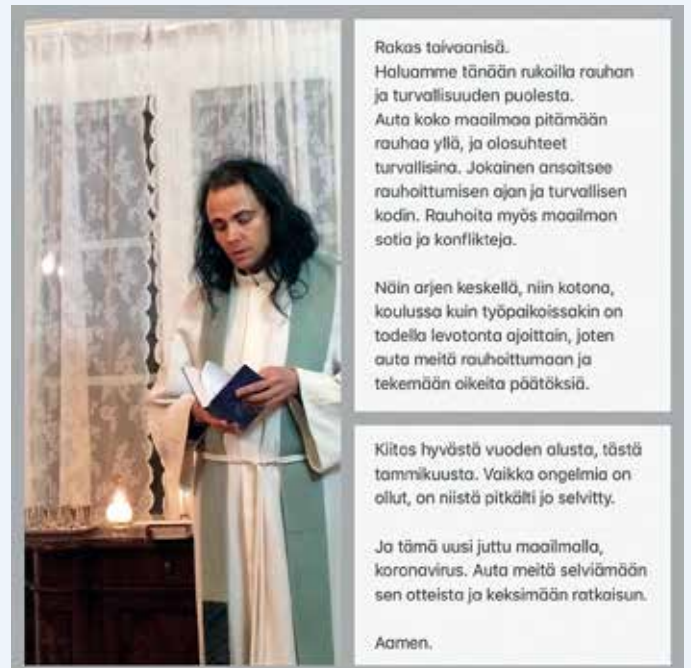 Rakas taivaanisä.
Haluamme tänään rukoilla rauhan
ja turvallisuuden puolesta.
Auta koko maailmaa pitämään
rauhaa yllä, ja olosuhteet
turvallisina. Jokainen ansaitsee
rauhoittumisen ajan ja turvallisen
kodin. Rauhoita myös maailman
sotia ja konflikteja.
Näin arjen keskellä, niin kotona,
koulussa kuin työpaikoissakin on
todella levotonta ajoittain, joten
auta meitä rauhoittumaan ja
tekemään oikeita päätöksiä.
Kiitos hyvästä vuoden alusta, tästä
tammikuusta. Vaikka ongelmia on
ollut, on niistä pitkälti jo selvitty.
Ja tämä uusi juttu maailmalla,
koronavirus. Auta meitä selviämään
sen otteista ja keksimään ratkaisun.
Aamen.